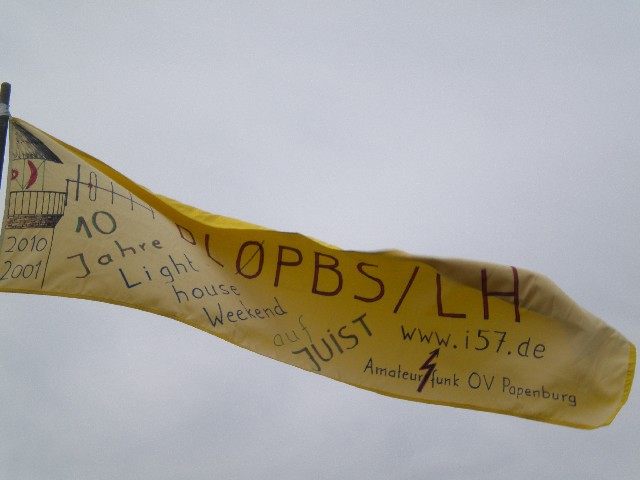 2010
2001
10
Jahre
Light
house
Weekend
auf
JUiST
DLØPBS/LH
www.i57.de
Amateurfunk OV Papenburg